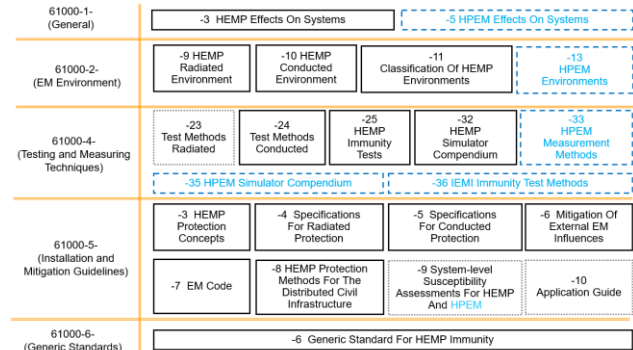 61000-1-
(General)
-3 HEMP Effects On Systems
-5 HPEM Effects On Systems
61000-2-
(EM Environment)
-9 HEMP
Radiated
Environment
-10 HEMP
Conducted
Environment
-11
Classification Of HEMP
Environments
-13
HPEM
Environments
61000-4-
(Testing and Measuring
Techniques)
-23
Test Methods
Radiated
-24
Test Methods
Conducted
-25
HEMP
Immunity
Tests
-32
HEMP
Simulator
Compendium
-33
HPEM
Measurement
Methods
-35 HPEM Simulator Compendium
-36 IEMI Immunity Test Methods
61000-5-
(Installation and
Mitigation Guidelines)
-3 HEMP
Protection
Concepts
-4 Specifications
For Radiated
Protection
-5 Specifications
For Conducted
Protection
-6 Mitigation Of
External EM
Influences
-7 EM Code
-8 HEMP Protection
Methods For The
Distributed Civil
Infrastructure
-9 System-level
Susceptibility
Assessments For HEMP
And HPEM
-10
Application Guide
61000-6-
(Generic Standards)
-6 Generic Standard For HEMP Immunity